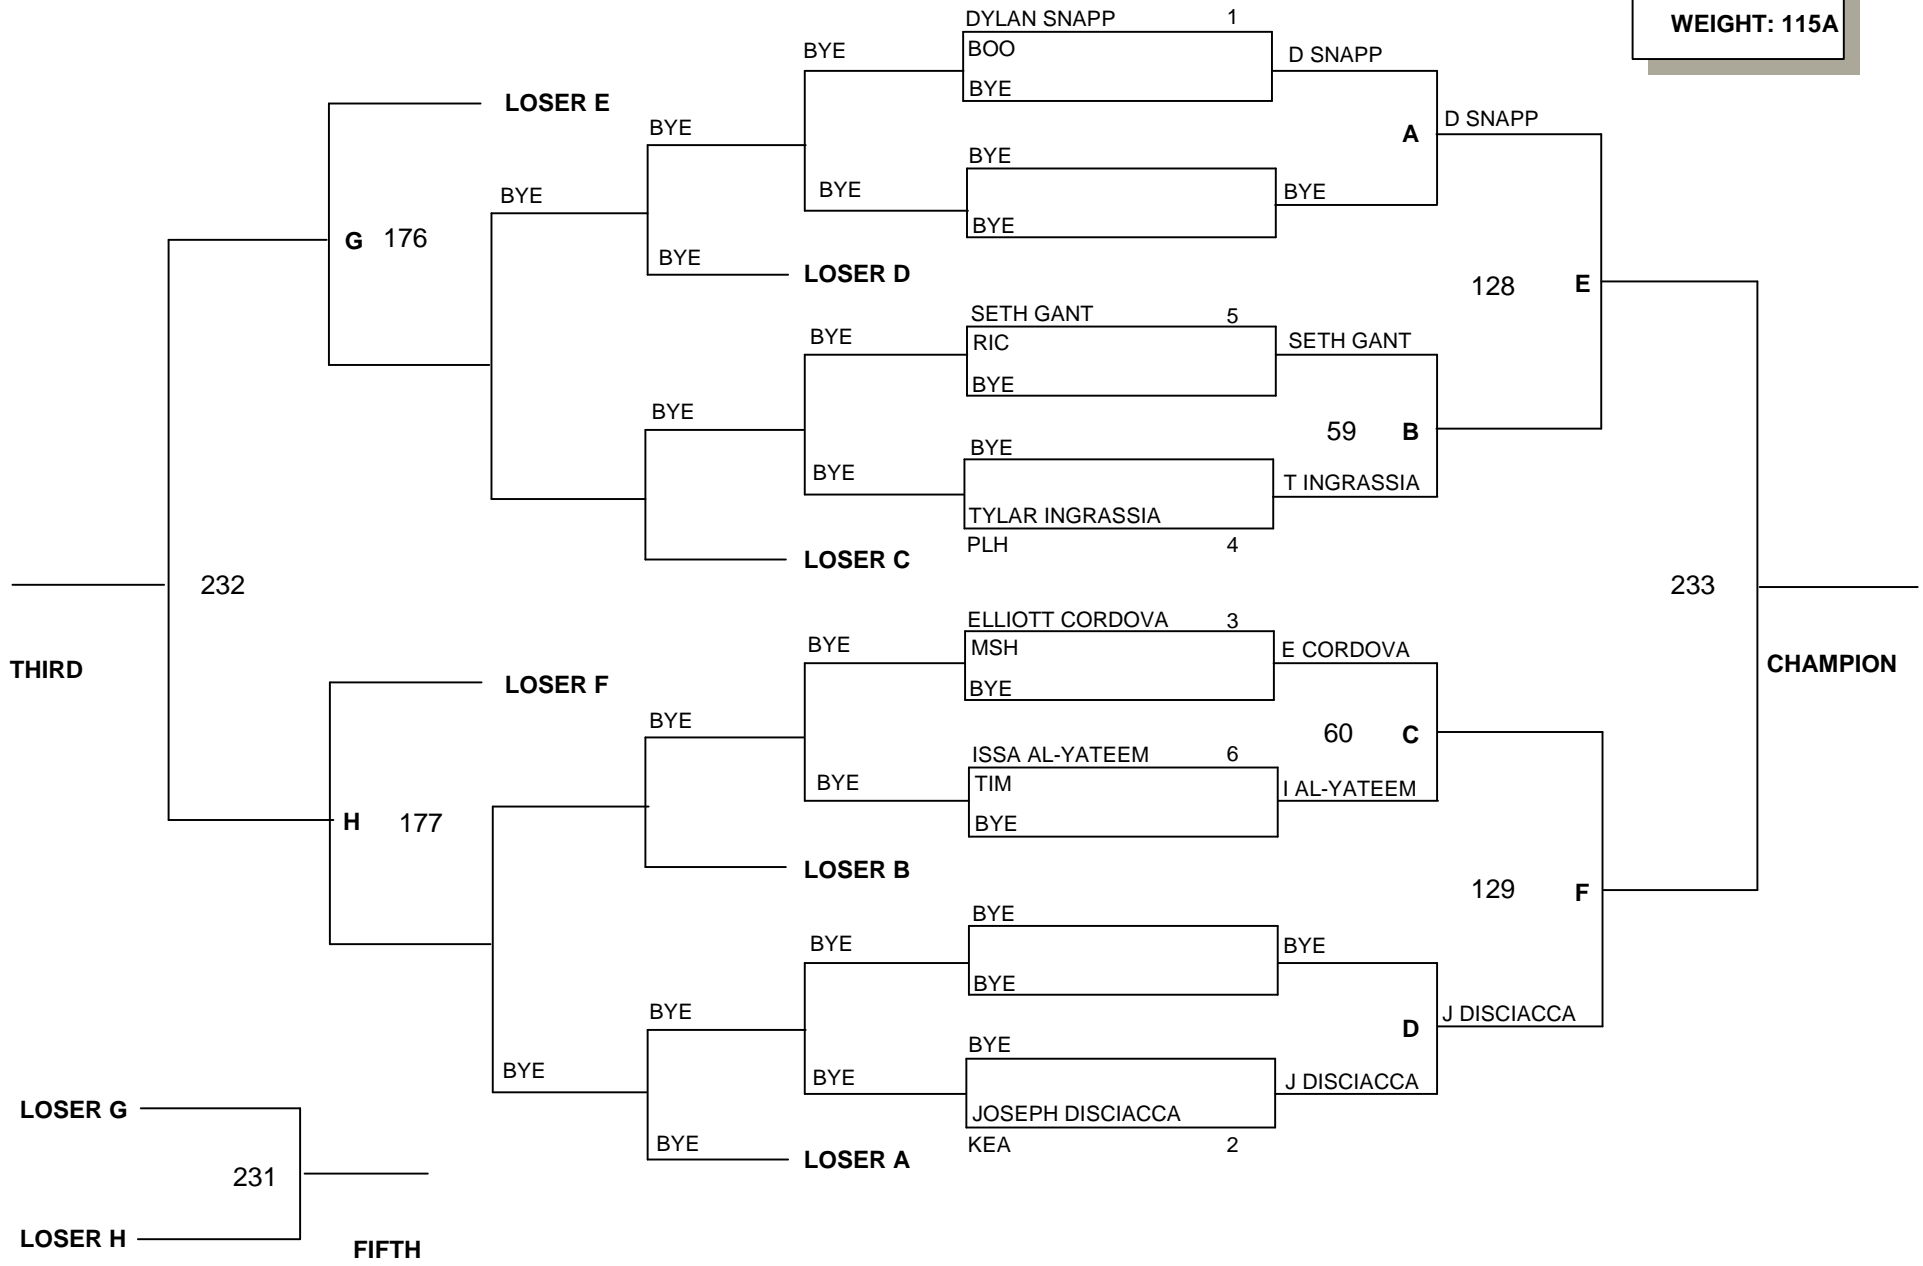 WEIGHT: 115A
DYLAN SNAPP 1
BYE BOO D SNAPP
BYE
LOSER E
BYE D SNAPP
A
BYE
BYE BYE BYE
BYE
G 176
BYE LOSER D
128 E
SETH GANT 5
BYE RIC SETH GANT
BYE
BYE
59 B
BYE
BYE T INGRASSIA
TYLAR INGRASSIA
LOSER C PLH 4
232 233
ELLIOTT CORDOVA 3
BYE MSH E CORDOVA
THIRD CHAMPION
LOSER F BYE
BYE
60 C
ISSA AL-YATEEM 6
BYE TIM I AL-YATEEM
H 177 BYE
LOSER B
129 F
BYE
BYE BYE
BYE
BYE J DISCIACCA
D
BYE
BYE BYE J DISCIACCA
LOSER G JOSEPH DISCIACCA
BYE LOSER A KEA 2
231
LOSER H FIFTH